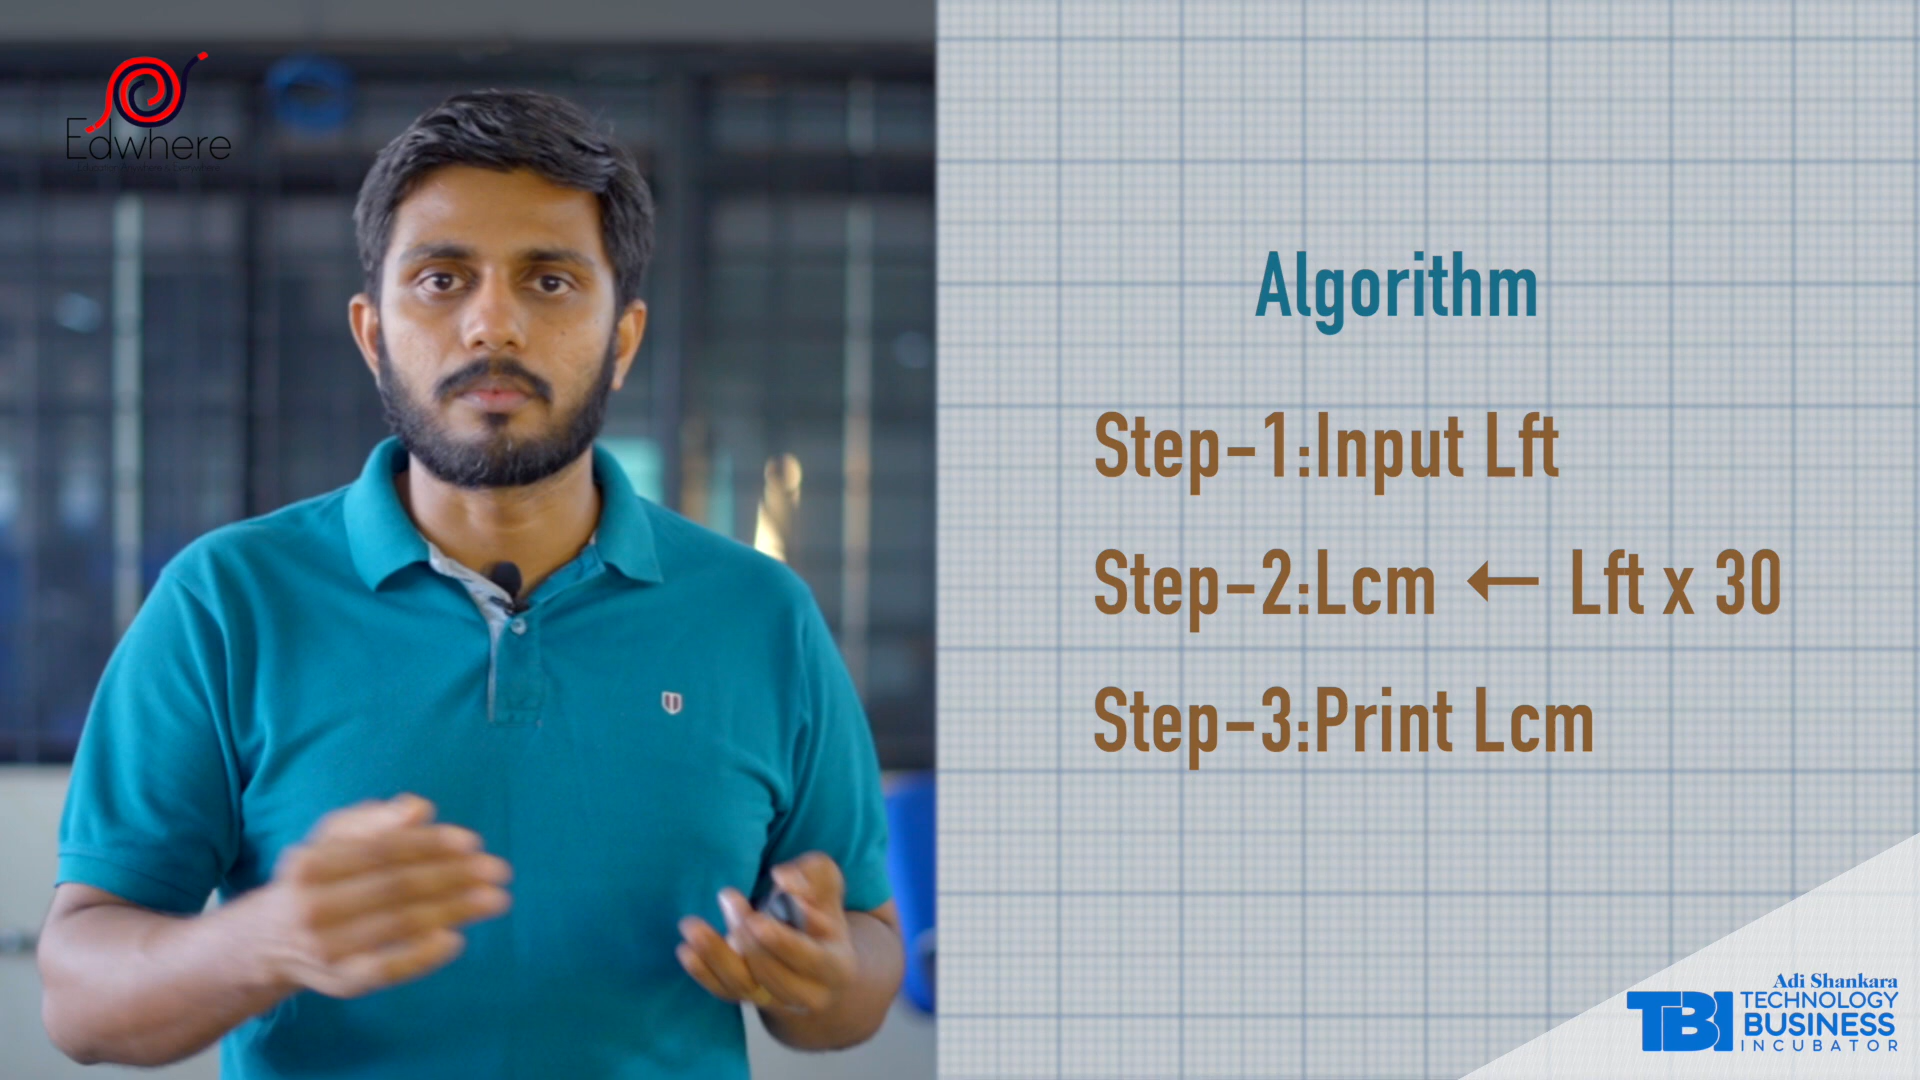 Edwhere
Algorithm
Step-1:Input Lft
Step-2:Lcm ← Lft x 30
Step-3:Print Lcm
Adi Shankara
TBI TECHNOLOGY
BUSINESS
INCUBATOR